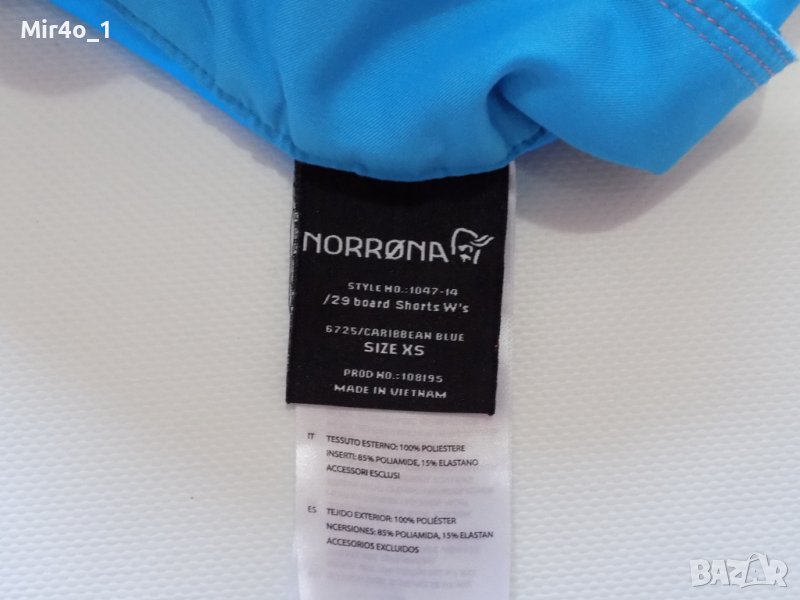 Mir4o_1
NORRØNA
STYLE NO.:1047-14
/29 board Shorts W's
6725/CARIBBEAN BLUE
SIZE XS
PROD NO.:108195
MADE IN VIETNAM
IT TESSUTO ESTERNO: 100% POLIESTERE
INSERTI: 85% POLIAMIDE, 15% ELASTANO
ACCESSORI ESCLUSI
ES TEJIDO EXTERIOR: 100% POLIÉSTER
NCERSIONES: 85% POLIAMIDA, 15% ELASTAN
ACCESORIOS EXCLUIDOS
BAZAR